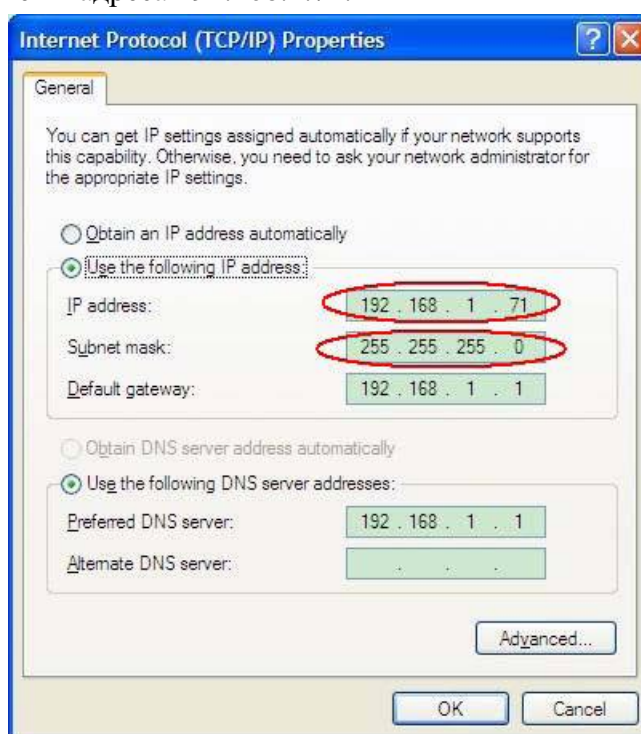 Internet Protocol (TCP/IP) Properties
General
You can get IP settings assigned automatically if your network supports
this capability. Otherwise, you need to ask your network administrator for
the appropriate IP settings.
Obtain an IP address automatically
Use the following IP address:
IP address: 192 . 168 . 1 . 71
Subnet mask: 255 . 255 . 255 . 0
Default gateway: 192 . 168 . 1 . 1
Obtain DNS server address automatically
Use the following DNS server addresses:
Preferred DNS server: 192 . 168 . 1 . 1
Alternate DNS server: . . .
Advanced...
OK Cancel